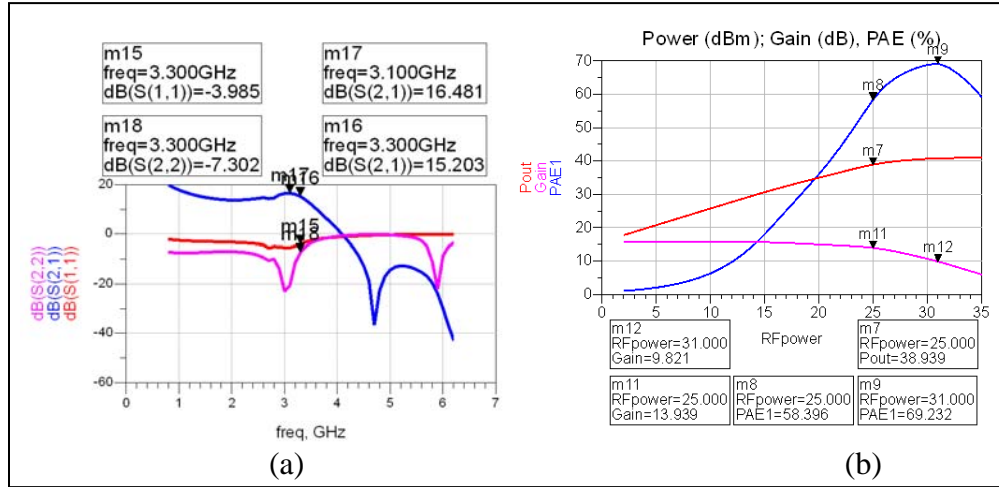 m15
freq=3.300GHz
dB(S(1,1))=-3.985
m17
freq=3.100GHz
dB(S(2,1))=16.481
m18
freq=3.300GHz
dB(S(2,2))=-7.302
m16
freq=3.300GHz
dB(S(2,1))=15.203
20
0
-20
-40
-60
m17
m16
m15
m18
dB(S(2,2))
dB(S(2,1))
dB(S(1,1))
0
1
2
3
4
5
6
7
freq, GHz
(a)
Power (dBm); Gain (dB), PAE (%)
70
60
50
40
30
20
10
0
m9
m8
m7
m11
m12
Pout
Gain
PAE1
0
5
10
15
20
25
30
35
RFpower
m12
RFpower=31.000
Gain=9.821
m7
RFpower=25.000
Pout=38.939
m11
RFpower=25.000
Gain=13.939
m8
RFpower=25.000
PAE1=58.396
m9
RFpower=31.000
PAE1=69.232
(b)